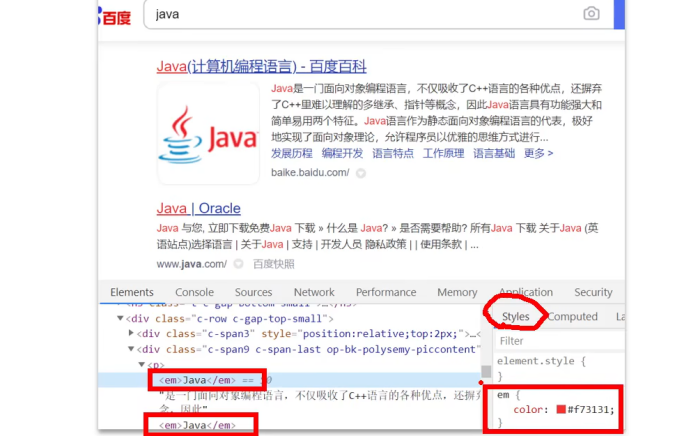 百度
java
Java(计算机编程语言) - 百度百科
Java是一门面向对象编程语言，不仅吸收了C++语言的各种优点，还摒弃
了C++里难以理解的多继承、指针等概念，因此Java语言具有功能强大和
简单易用两个特征。Java语言作为静态面向对象编程语言的代表，极好
地实现了面向对象理论，允许程序员以优雅的思维方式进行...
Java
发展历程 编程开发 语言特点 工作原理 语言基础 更多 >
baike.baidu.com/
Java | Oracle
Java 与您, 立即下载免费Java 下载 » 什么是 Java? » 是否需要帮助? 所有Java 下载 关于Java (英
语站点)选择语言 | 关于Java | 支持 | 开发人员 隐私政策 | | 使用条款 | ...
www.java.com/ 百度快照
Elements Console Sources Network Performance Memory Application Security
▼<div class="c-row c-gap-top-small">
▶<div class="c-span3" style="position:relative;top:2px;">…
▼<div class="c-span9 c-span-last op-bk-polysemy-piccontent"
▼<p>
<em>Java</em> ==
"是一门面向对象编程语言，不仅吸收了C++语言的各种优点，还摒弃
念，因此"
<em>Java</em>
Styles Computed La
Filter
element.style {
}
em {
color: #f73131;
}